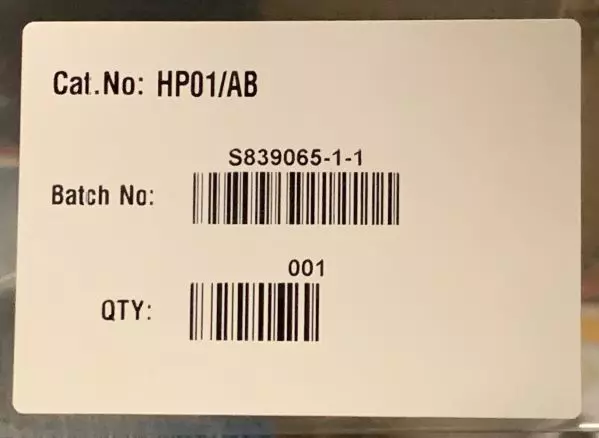 Cat.No: HP01/AB
S839065-1-1
Batch No:
001
QTY: